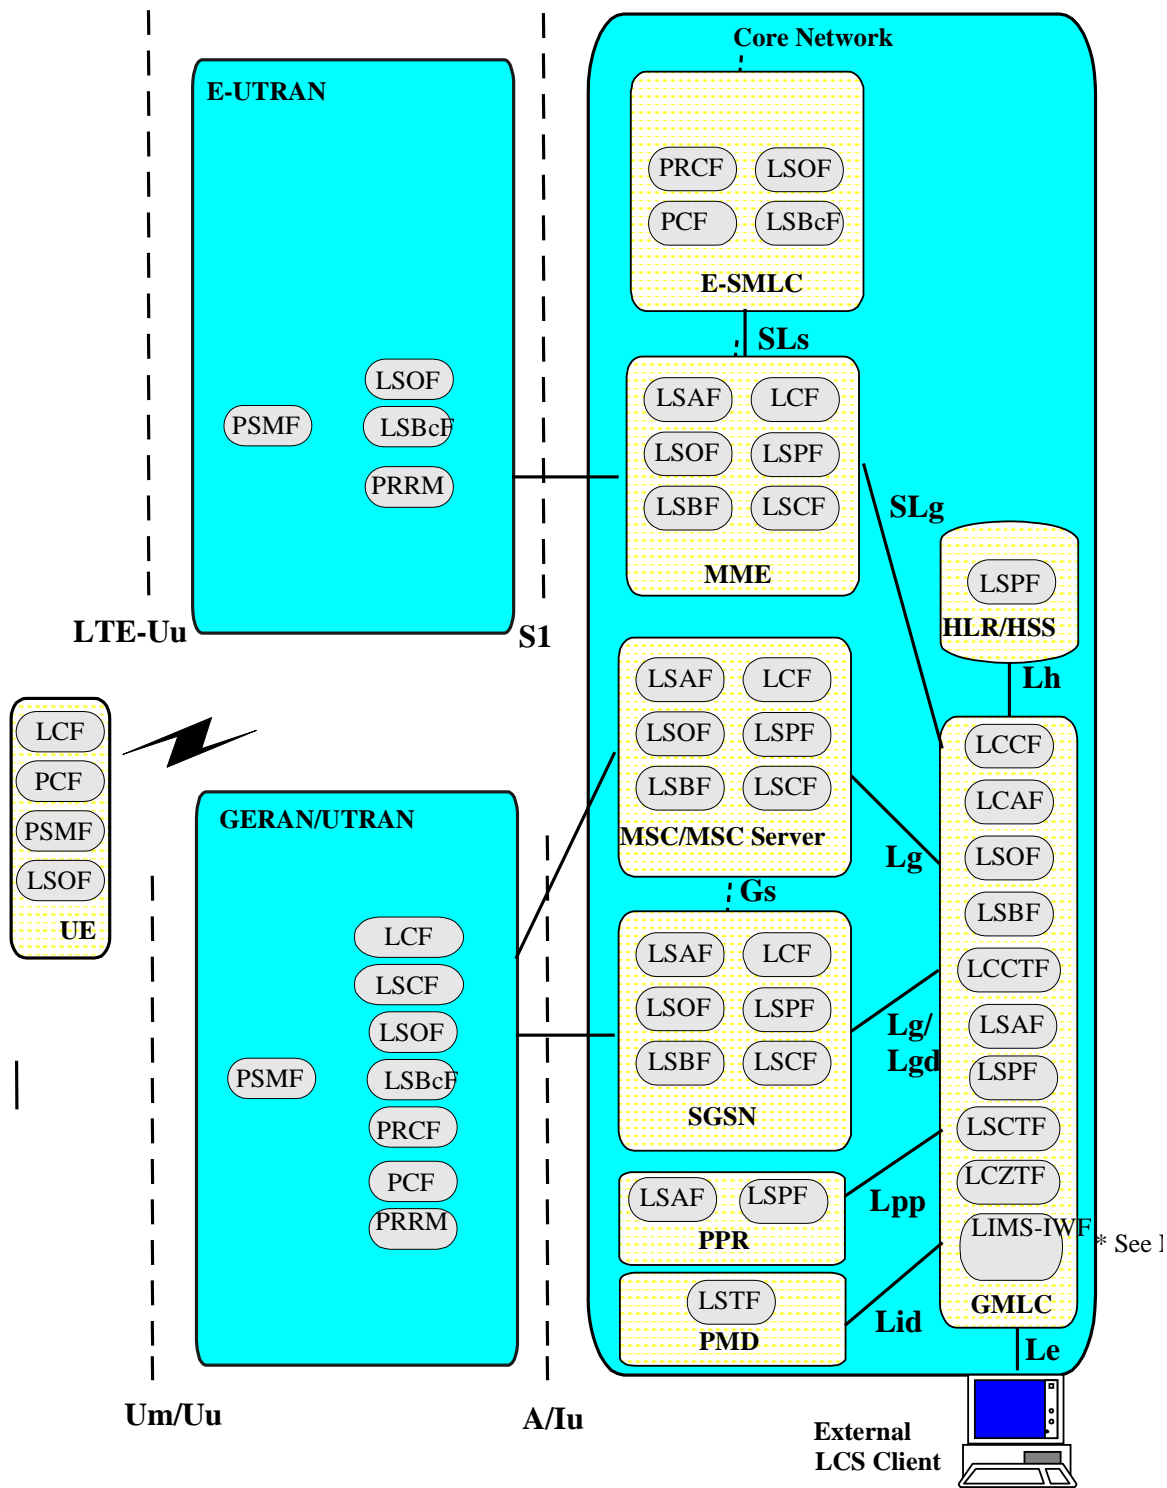 Core Network
E-UTRAN
PRCF
LSOF
PCF
LSBcF
E-SMLC
SLs
LSOF
PSMF
LSBcF
PRRM
LSAF
LCF
LSOF
LSPF
LSBF
LSCF
MME
SLg
LSPF
HLR/HSS
Lh
LTE-Uu
S1
LCF
PCF
PSMF
LSOF
UE
GERAN/UTRAN
LCF
LSCF
LSOF
PSMF
LSBcF
PRCF
PCF
PRRM
LSAF
LCF
LSOF
LSPF
LSBF
LSCF
MSC/MSC Server
Lg
Gs
LSAF
LCF
LSOF
LSPF
LSBF
LSCF
SGSN
Lg/
Lgd
LSAF
LSPF
PPR
Lpp
LSTF
PMD
Lid
LCCF
LCAF
LSOF
LSBF
LCCTF
LSAF
LSPF
LSCTF
LCZTF
LIMS-IWF
* See
GMLC
Le
Um/Uu
A/Iu
External
LCS Client